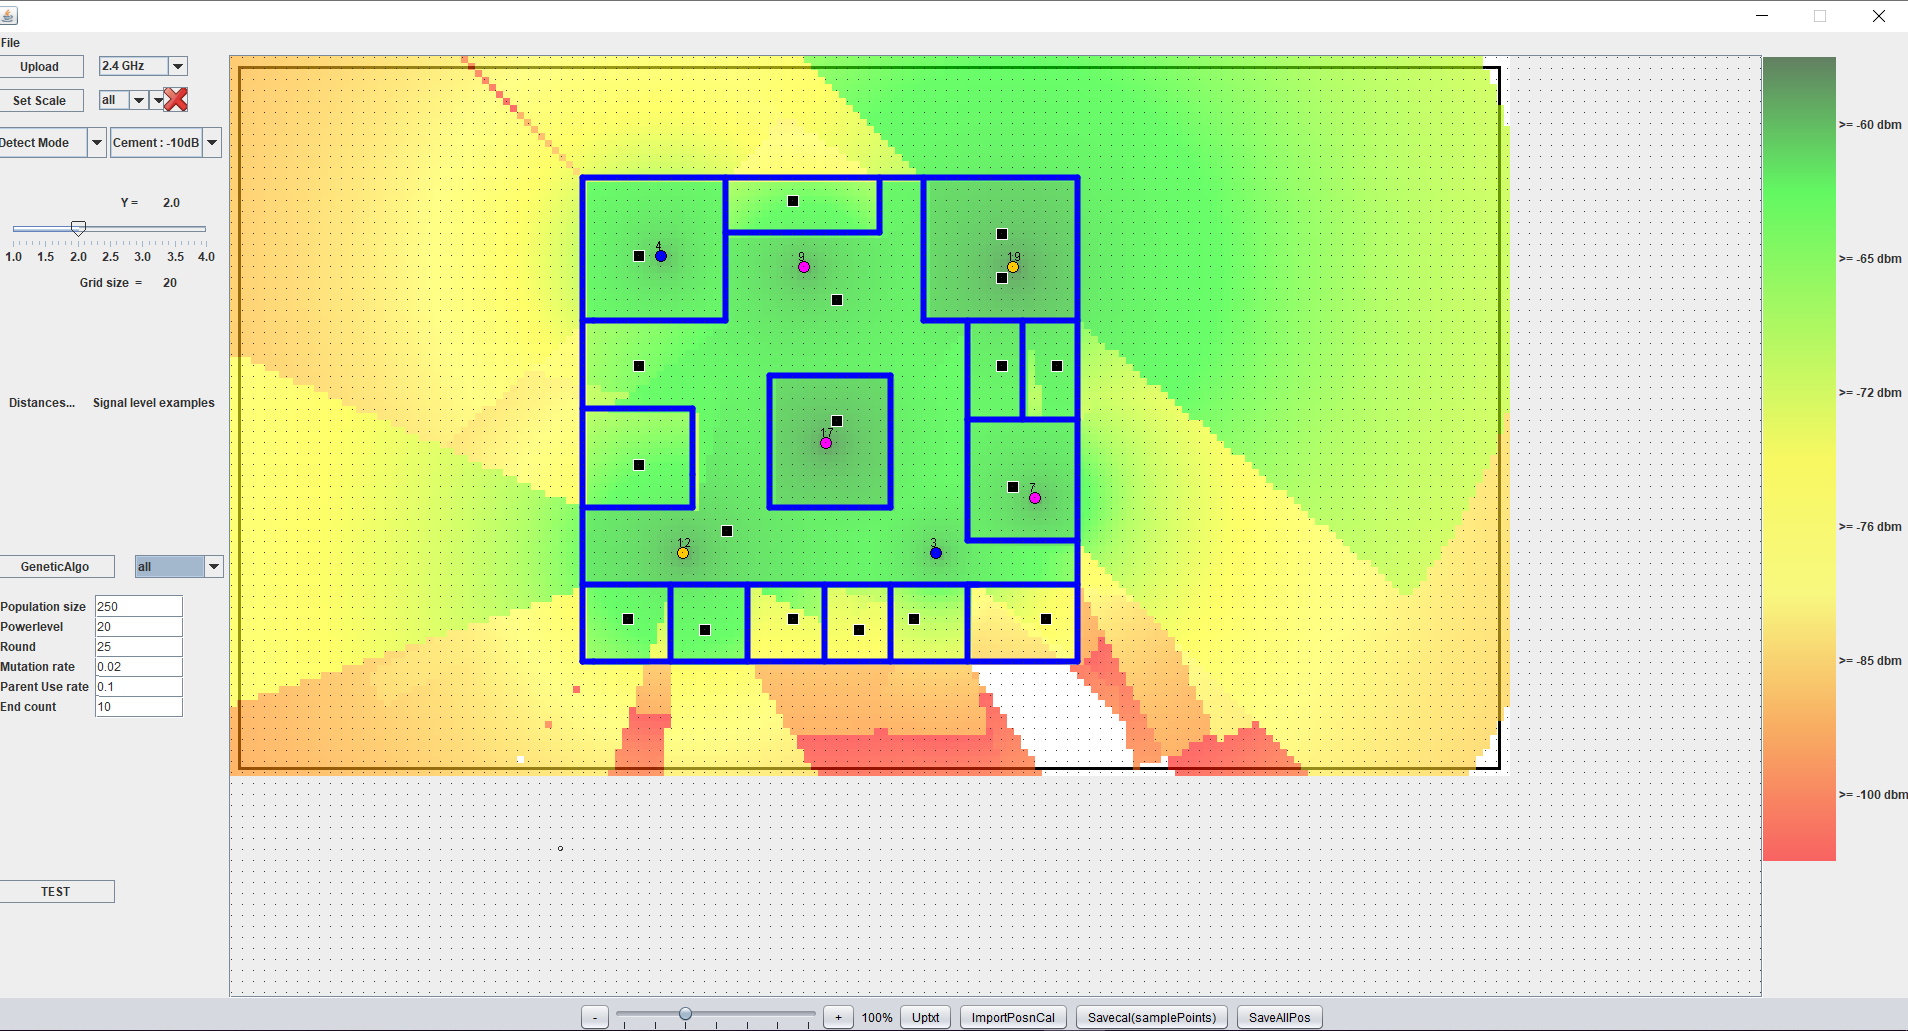 File
Upload
2.4 GHz
Set Scale
all
Detect Mode
Cement : -10dB
Y = 2.0
1.0 1.5 2.0 2.5 3.0 3.5 4.0
Grid size = 20
Distances... Signal level examples
GeneticAlgo
all
Population size 250
Powerlevel 20
Round 25
Mutation rate 0.02
Parent Use rate 0.1
End count 10
TEST
4
9
19
17
7
12
3
>= -60 dbm
>= -65 dbm
>= -72 dbm
>= -76 dbm
>= -85 dbm
>= -100 dbm
- + 100% Uptxt ImportPosnCal Savecal(samplePoints) SaveAllPos